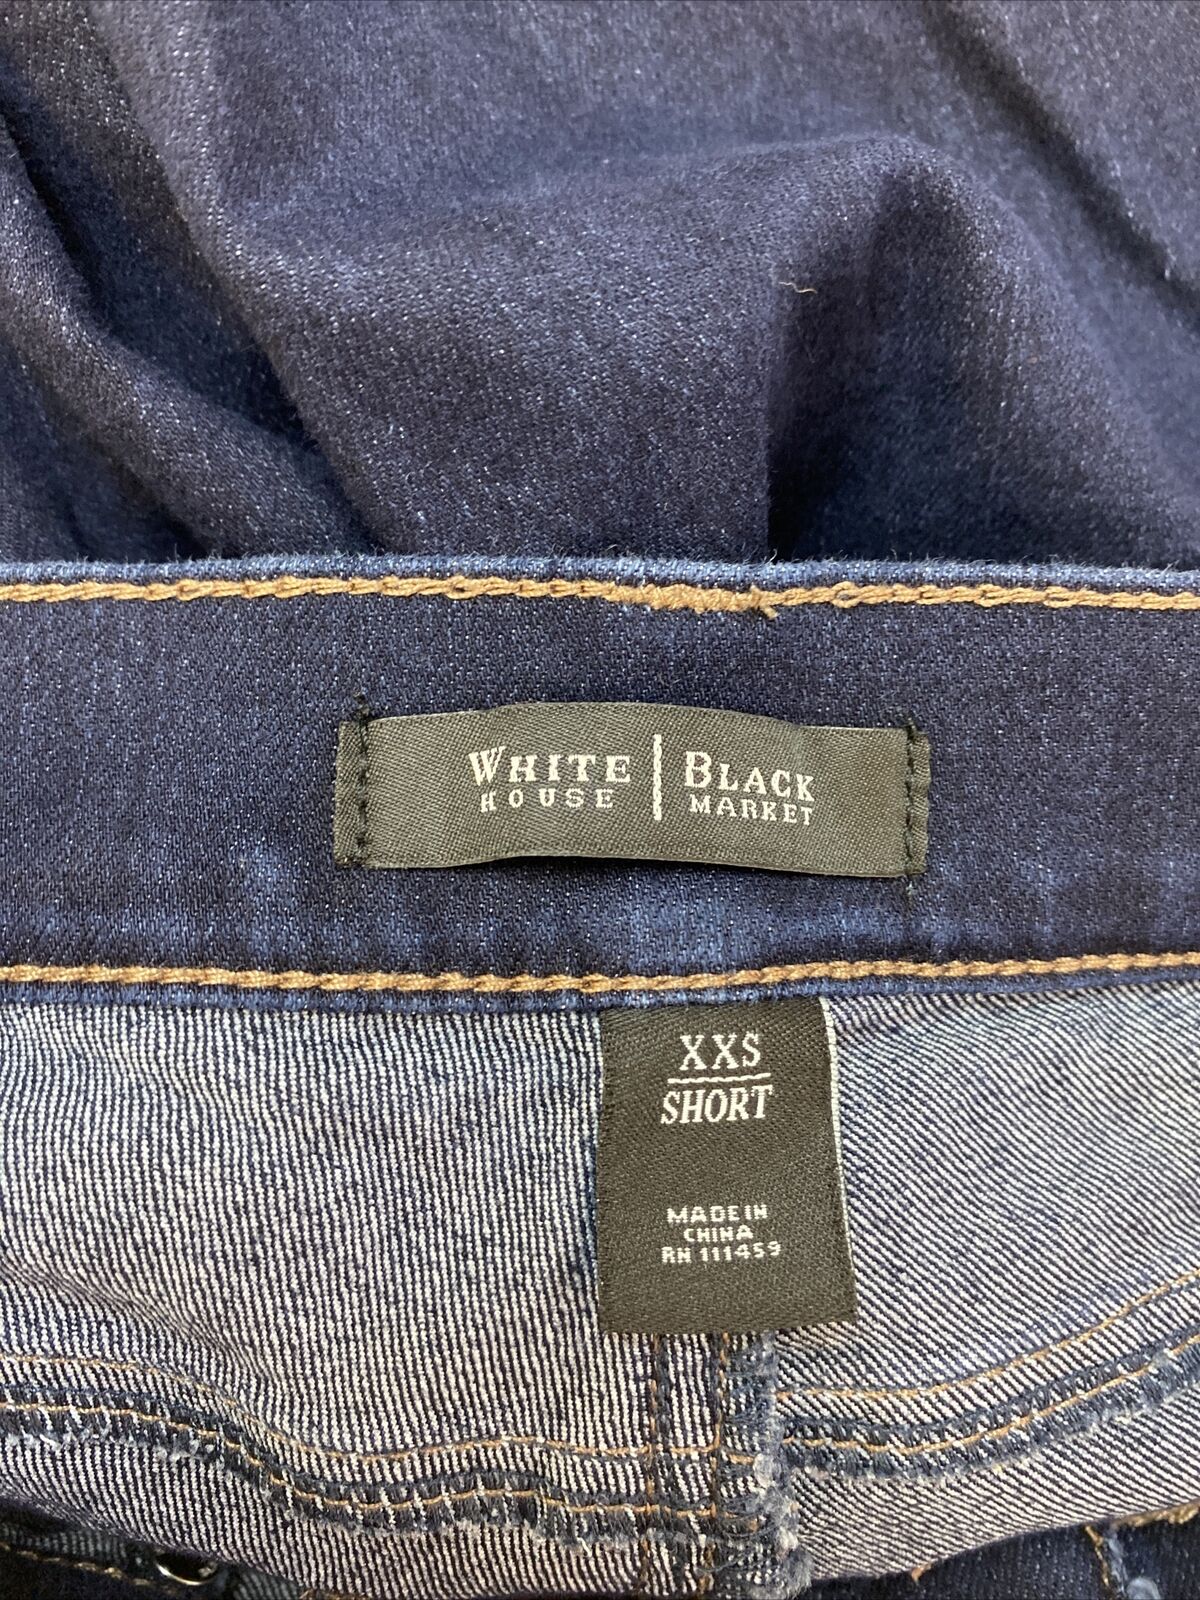 WHITE | BLACK
HOUSE MARKET
XXS
SHORT
MADE IN
CHINA
RN 111459